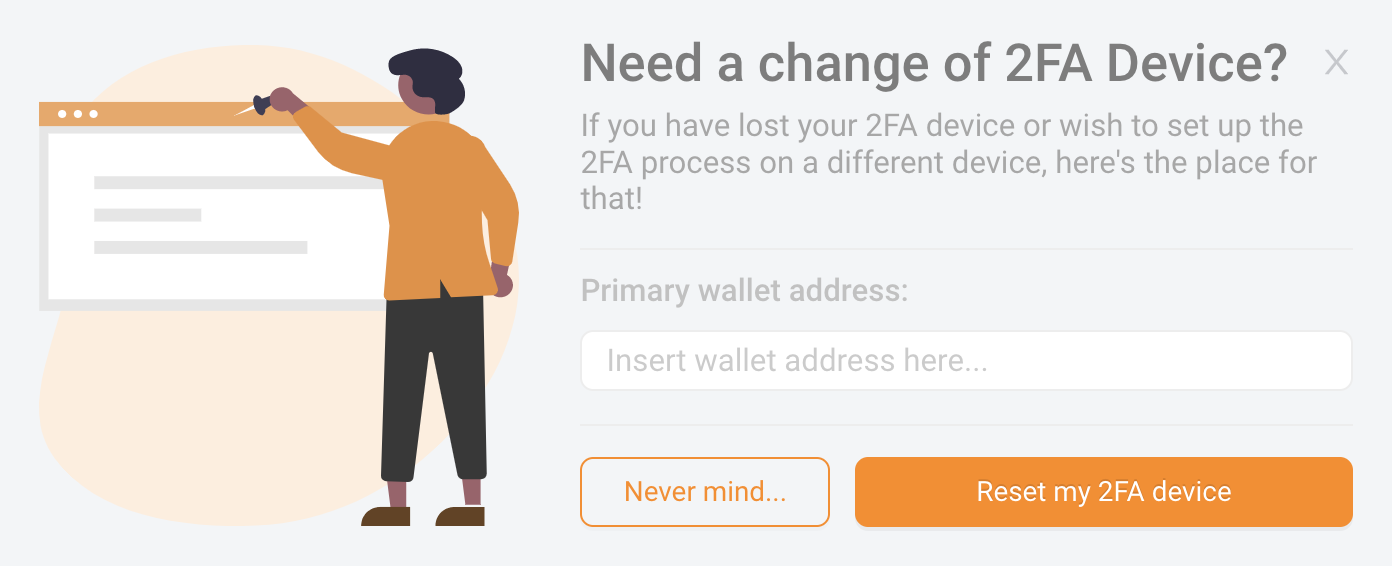 Need a change of 2FA Device?
If you have lost your 2FA device or wish to set up the
2FA process on a different device, here's the place for
that!
Primary wallet address:
Insert wallet address here...
Never mind...
Reset my 2FA device